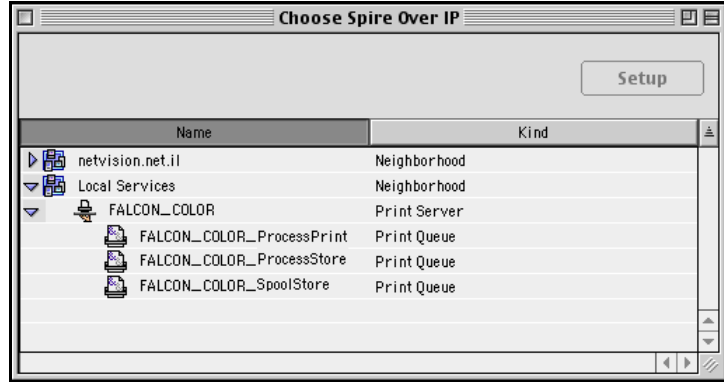 Choose Spire Over IP
Setup
Name Kind
netvision.net.il Neighborhood
Local Services Neighborhood
FALCON_COLOR Print Server
FALCON_COLOR_ProcessPrint Print Queue
FALCON_COLOR_ProcessStore Print Queue
FALCON_COLOR_SpoolStore Print Queue